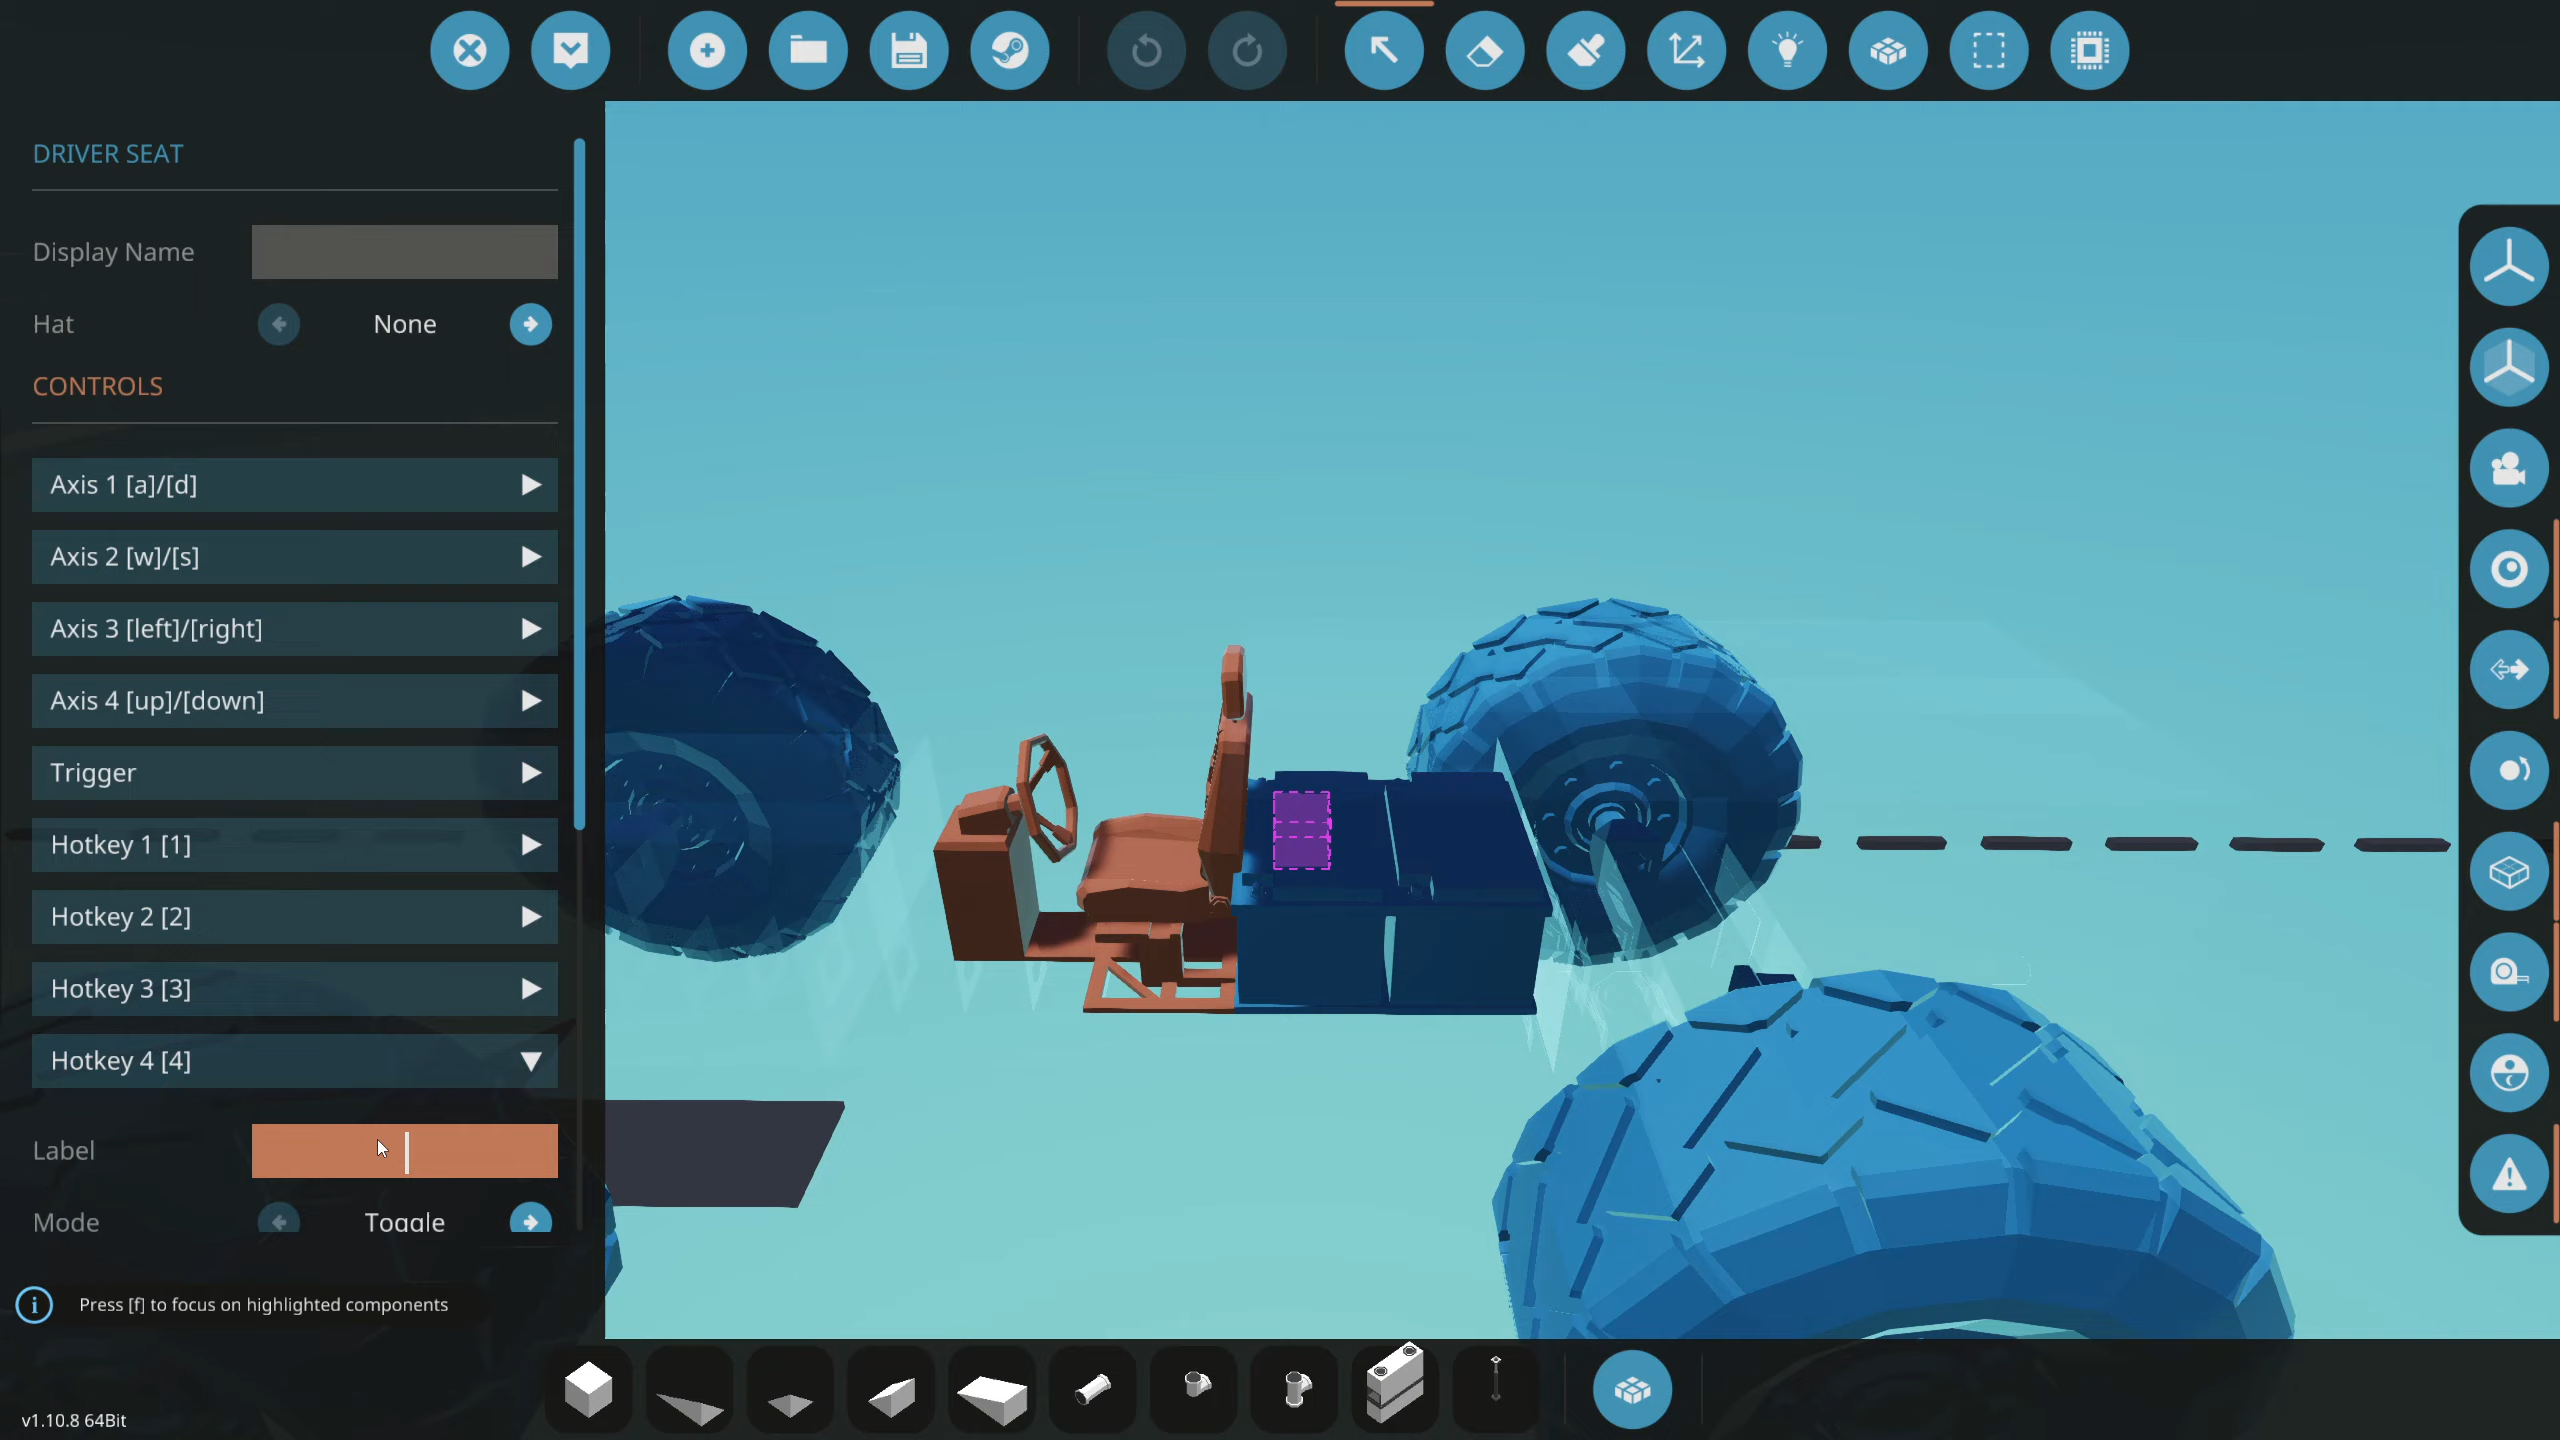 DRIVER SEAT
Display Name
Hat None
CONTROLS
Axis 1 [a]/[d]
Axis 2 [w]/[s]
Axis 3 [left]/[right]
Axis 4 [up]/[down]
Trigger
Hotkey 1 [1]
Hotkey 2 [2]
Hotkey 3 [3]
Hotkey 4 [4]
Label
Mode Toggle
Press [f] to focus on highlighted components
v1.10.8 64Bit